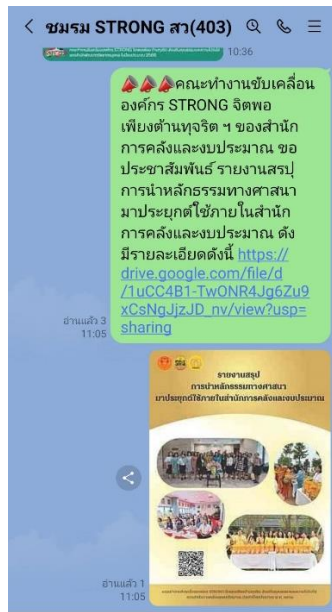 ชมรม STRONG สว(403)
10:36
📣📣📣คณะทำงานขับเคลื่อน
องค์กร STRONG จิตพอ
เพียงต้านทุจริต ฯ ของสำนัก
การคลังและงบประมาณ ขอ
ประชาสัมพันธ์ รายงานสรุป
การนำหลักธรรมทางศาสนา
มาประยุกต์ใช้ภายในสำนัก
การคลังและงบประมาณ ดัง
มีรายละเอียดดังนี้ https://
drive.google.com/file/d
/1uCC4B1-TwONR4Jg6Zu9
xCsNgJjzJD_nv/view?usp=
sharing
อ่านแล้ว 3
11:05
รายงานสรุป
การนำหลักธรรมทางศาสนา
มาประยุกต์ใช้ภายในสำนักการคลังและงบประมาณ
อ่านแล้ว 1
11:05